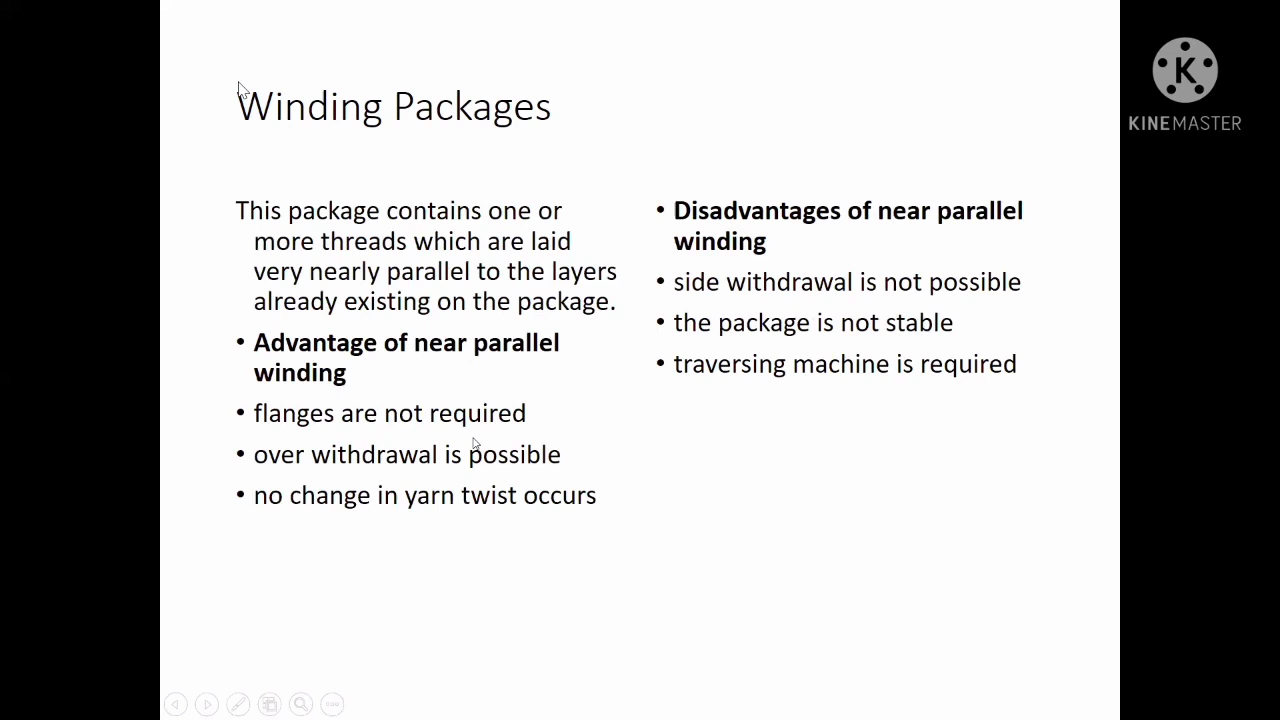 Winding Packages
This package contains one or
more threads which are laid
very nearly parallel to the layers
already existing on the package.
• Advantage of near parallel
winding
• flanges are not required
• over withdrawal is possible
• no change in yarn twist occurs
• Disadvantages of near parallel
winding
• side withdrawal is not possible
• the package is not stable
• traversing machine is required
K
KINEMASTER